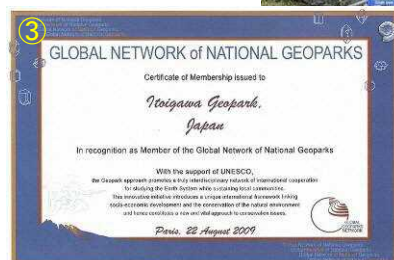 ③
GLOBAL NETWORK of NATIONAL GEOPARKS
Certificate of Membership issued to
Itoigawa Geopark,
Japan
In recognition as Member of the Global Network of National Geoparks
With the support of UNESCO,
the Geopark approach promotes a truly interdisciplinary network of international cooperation
for studying the Earth System while sustaining local communities.
This innovative initiative introduces a unique international framework linking
socio-economic development and the conservation of the natural environment
and hence constitutes a new and vital approach to conservation issues.
Paris, 22 August 2009
GLOBAL
GEOPARKS
NETWORK